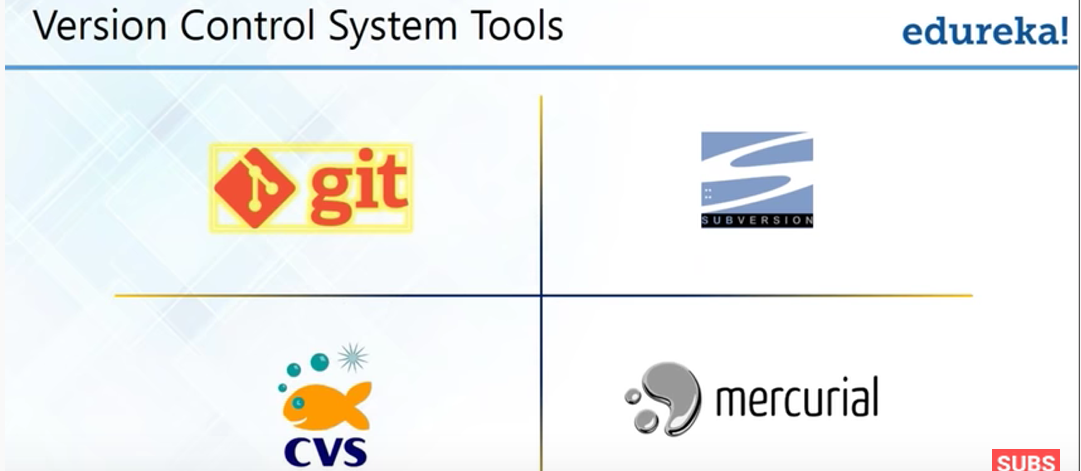 Version Control System Tools
edureka!
git
SUBVERSION
CVS
mercurial
SUBS